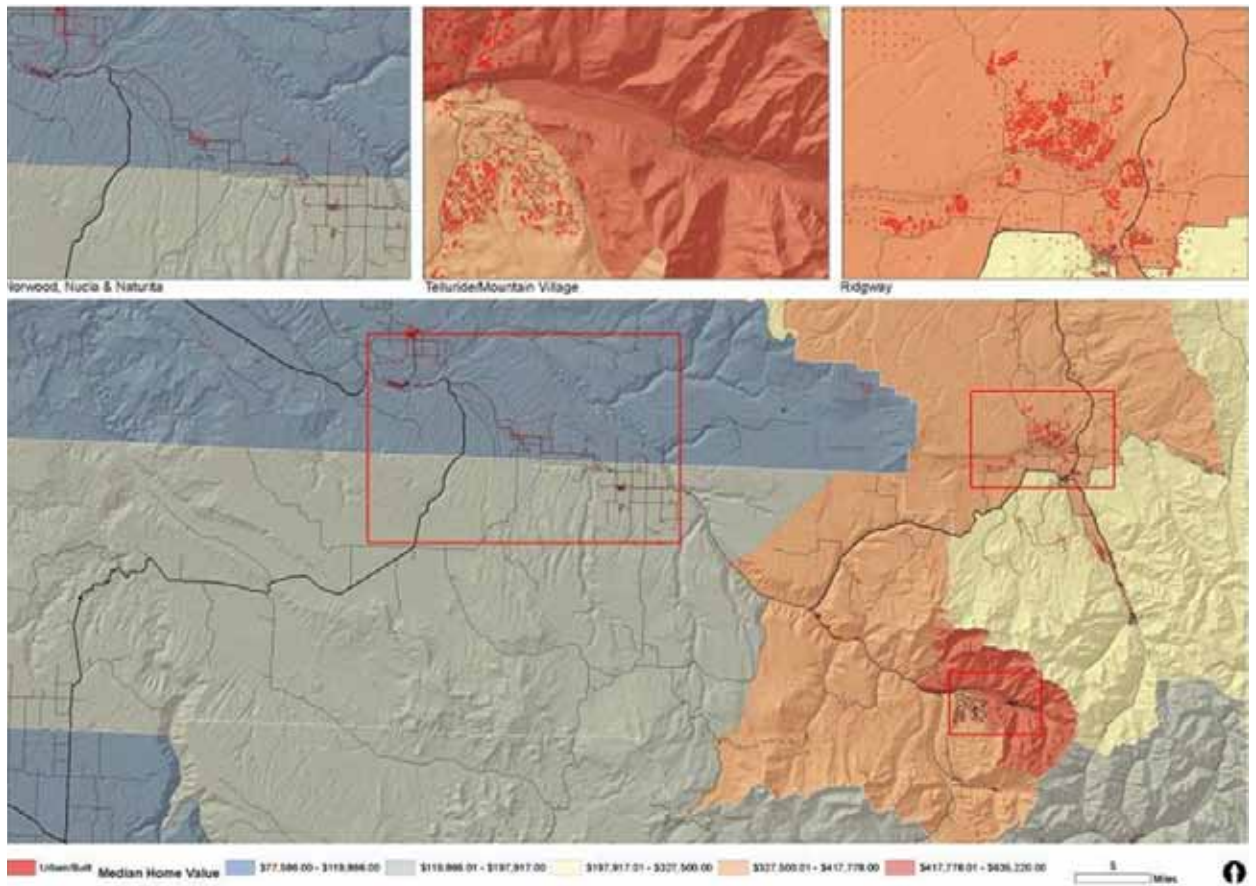 Norwood, Nucla & Naturita
Telluride/Mountain Village
Ridgway
Urban/Built Median Home Value $77,586.00 - $119,866.00 $119,866.01 - $197,917.00 $197,917.01 - $327,500.00 $327,500.01 - $417,778.00 $417,778.01 - $635,220.00
5
Miles